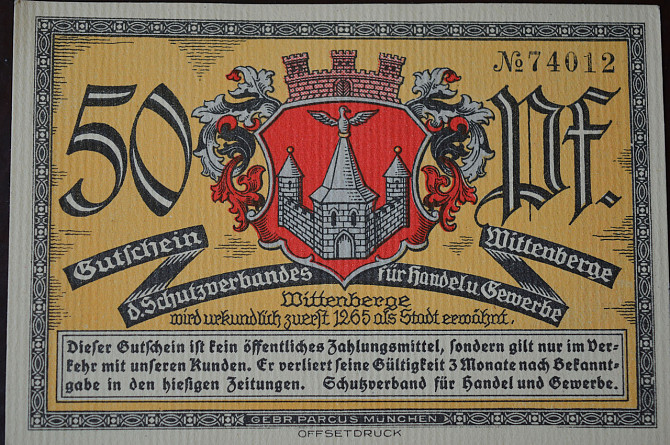 № 74012
50 Pf.
Gutschein
d. Schutzverbandes
für Handel u. Gewerbe
Wittenberge
Wittenberge
wird urkundlich zuerst 1265 als Stadt erwähnt.
Dieser Gutschein ist kein öffentliches Zahlungsmittel, sondern gilt nur im Ver-
kehr mit unseren Kunden. Er verliert seine Gültigkeit 3 Monate nach Bekannt-
gabe in den hiesigen Zeitungen. Schutzverband für Handel und Gewerbe.
GEBR. PARCUS MÜNCHEN
OFFSETDRUCK